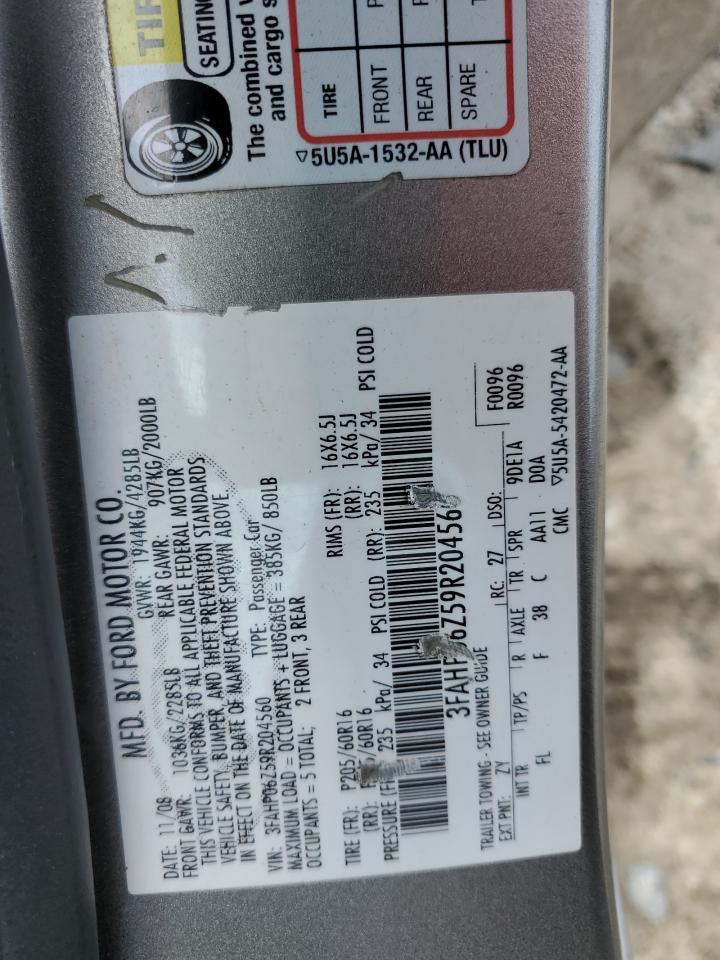 MFD. BY FORD MOTOR CO.
DATE: 11/08 GVWR: 1944KG/4285LB
FRONT GAWR: 1036KG/2285LB REAR GAWR: 907KG/2000LB
THIS VEHICLE CONFORMS TO ALL APPLICABLE FEDERAL MOTOR
VEHICLE SAFETY, BUMPER, AND THEFT PREVENTION STANDARDS
IN EFFECT ON THE DATE OF MANUFACTURE SHOWN ABOVE.
VIN: 3FAHP06Z59R204560 TYPE: Passenger Car
MAXIMUM LOAD = OCCUPANTS + LUGGAGE = 385KG/ 850LB
OCCUPANTS = 5 TOTAL; 2 FRONT, 3 REAR
TIRE (FR): P205/60R16 RIMS (FR): 16X6.5J
(RR): /60R16 (RR): 16X6.5J
235 kPa/ 34 PSI COLD (RR): 235 kPa/ 34 PSI COLD
3FAHP 6Z59R20456
TRAILER TOWING - SEE OWNER GUIDE
EXT PNT: ZY RC: 27 DSO: 9DE1A F0096
R0096
INT TR TP/PS R AXLE TR SPR
FL F 38 C AA11 D0A
CMC ▽5U5A-5420472-AA
TIR
SEATING
The combined
and cargo s
TIRE
FRONT
REAR
SPARE
▽5U5A-1532-AA (TLU)